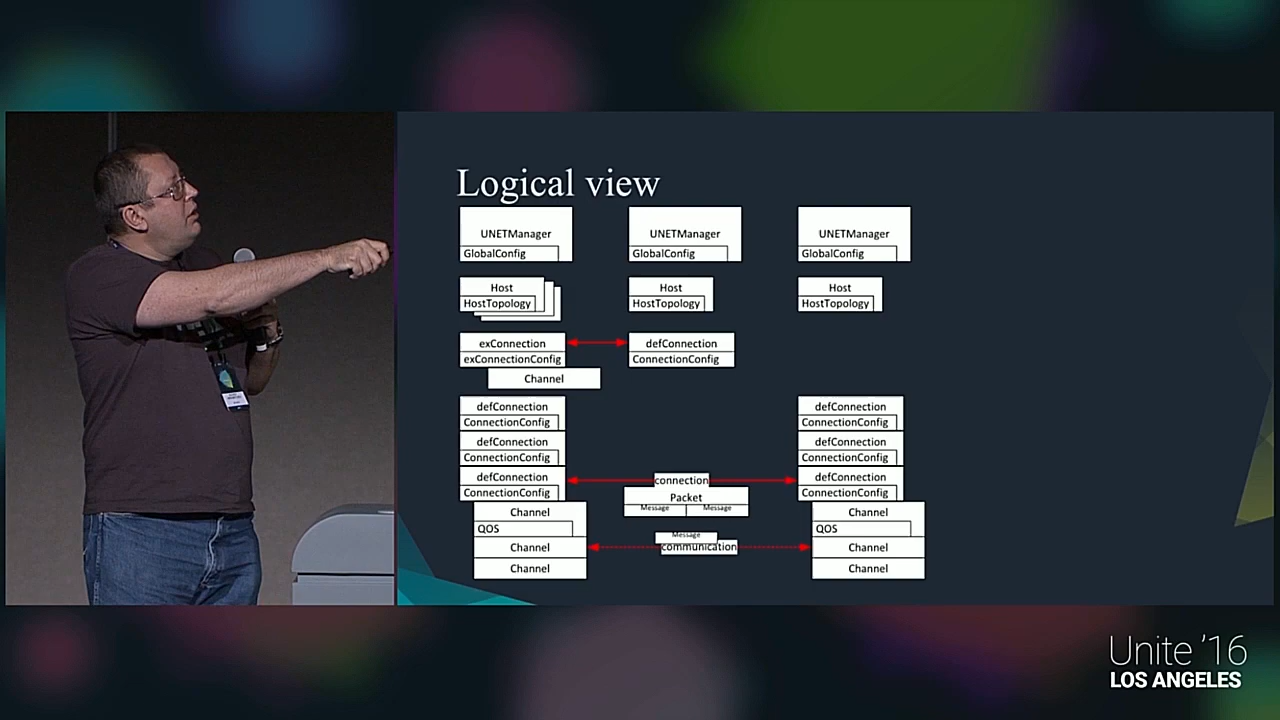 Logical view
UNETManager UNETManager UNETManager
GlobalConfig GlobalConfig GlobalConfig
Host Host Host
HostTopology HostTopology HostTopology
exConnection defConnection
exConnectionConfig ConnectionConfig
Channel
defConnection defConnection
ConnectionConfig ConnectionConfig
defConnection defConnection
ConnectionConfig ConnectionConfig
defConnection connection defConnection
ConnectionConfig Packet ConnectionConfig
Message Message
Channel Channel
QOS QOS
Message
Channel communication Channel
Channel Channel
Unite '16
LOS ANGELES